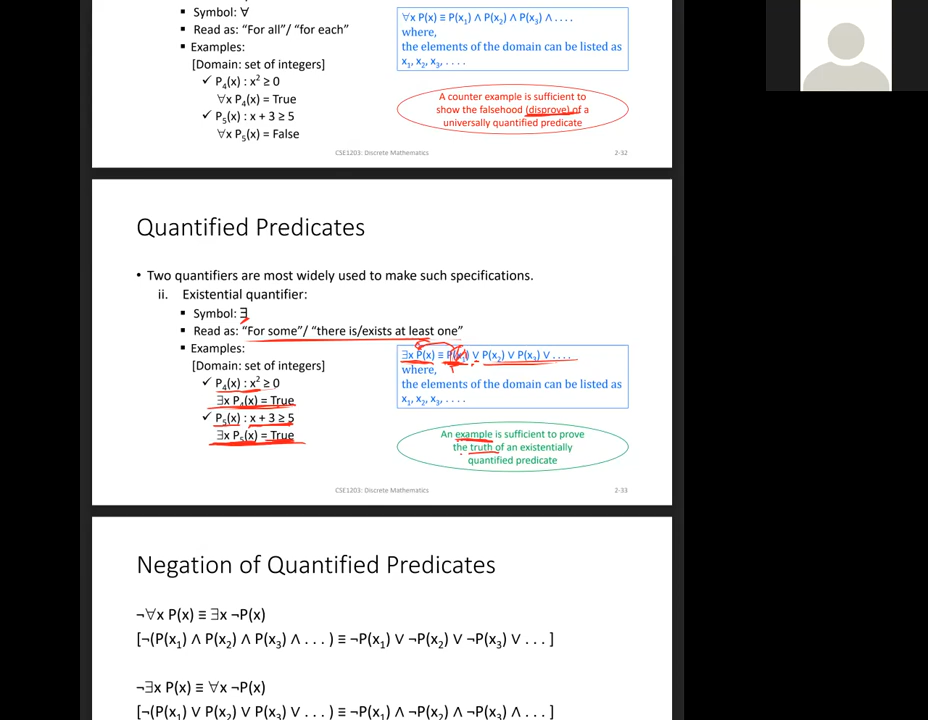 ▪ Symbol: ∀
▪ Read as: “For all”/ “for each”
▪ Examples:
[Domain: set of integers]
✓ P₄(x) : x² ≥ 0
∀x P₄(x) = True
✓ P₅(x) : x + 3 ≥ 5
∀x P₅(x) = False
∀x P(x) ≡ P(x₁) ∧ P(x₂) ∧ P(x₃) ∧ . . . .
where,
the elements of the domain can be listed as
x₁, x₂, x₃, . . . .
A counter example is sufficient to
show the falsehood (disprove) of a
universally quantified predicate
CSE1203: Discrete Mathematics
2-32
Quantified Predicates
• Two quantifiers are most widely used to make such specifications.
ii. Existential quantifier:
▪ Symbol: ∃
▪ Read as: “For some”/ “there is/exists at least one”
▪ Examples:
[Domain: set of integers]
✓ P₄(x) : x² ≥ 0
∃x P₄(x) = True
✓ P₅(x) : x + 3 ≥ 5
∃x P₅(x) = True
∃x P(x) ≡ P(x₁) ∨ P(x₂) ∨ P(x₃) ∨ . . . .
where,
the elements of the domain can be listed as
x₁, x₂, x₃, . . . .
An example is sufficient to prove
the truth of an existentially
quantified predicate
CSE1203: Discrete Mathematics
2-33
Negation of Quantified Predicates
¬∀x P(x) ≡ ∃x ¬P(x)
[¬(P(x₁) ∧ P(x₂) ∧ P(x₃) ∧ . . . ) ≡ ¬P(x₁) ∨ ¬P(x₂) ∨ ¬P(x₃) ∨ . . . ]
¬∃x P(x) ≡ ∀x ¬P(x)
[¬(P(x₁) ∨ P(x₂) ∨ P(x₃) ∨ . . . ) ≡ ¬P(x₁) ∧ ¬P(x₂) ∧ ¬P(x₃) ∧ . . . ]